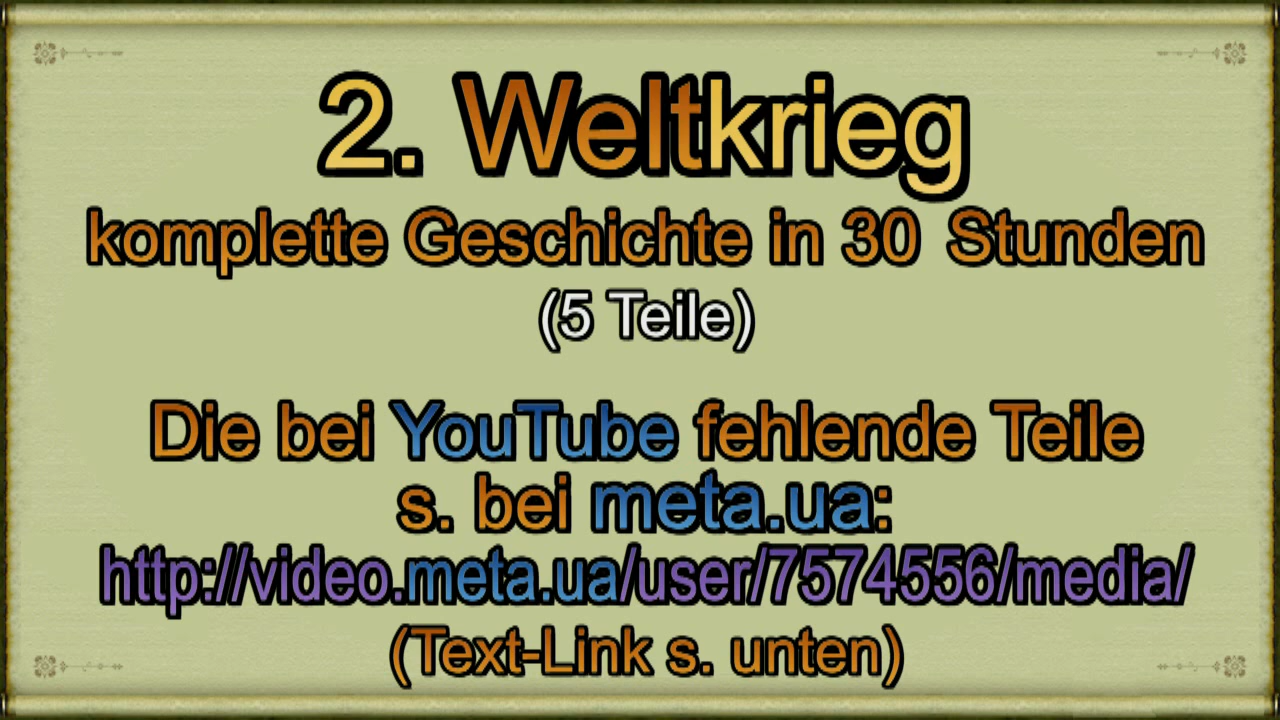 2. Weltkrieg
komplette Geschichte in 30 Stunden
(5 Teile)
Die bei YouTube fehlende Teile
s. bei meta.ua:
http://video.meta.ua/user/7574556/media/
(Text-Link s. unten)